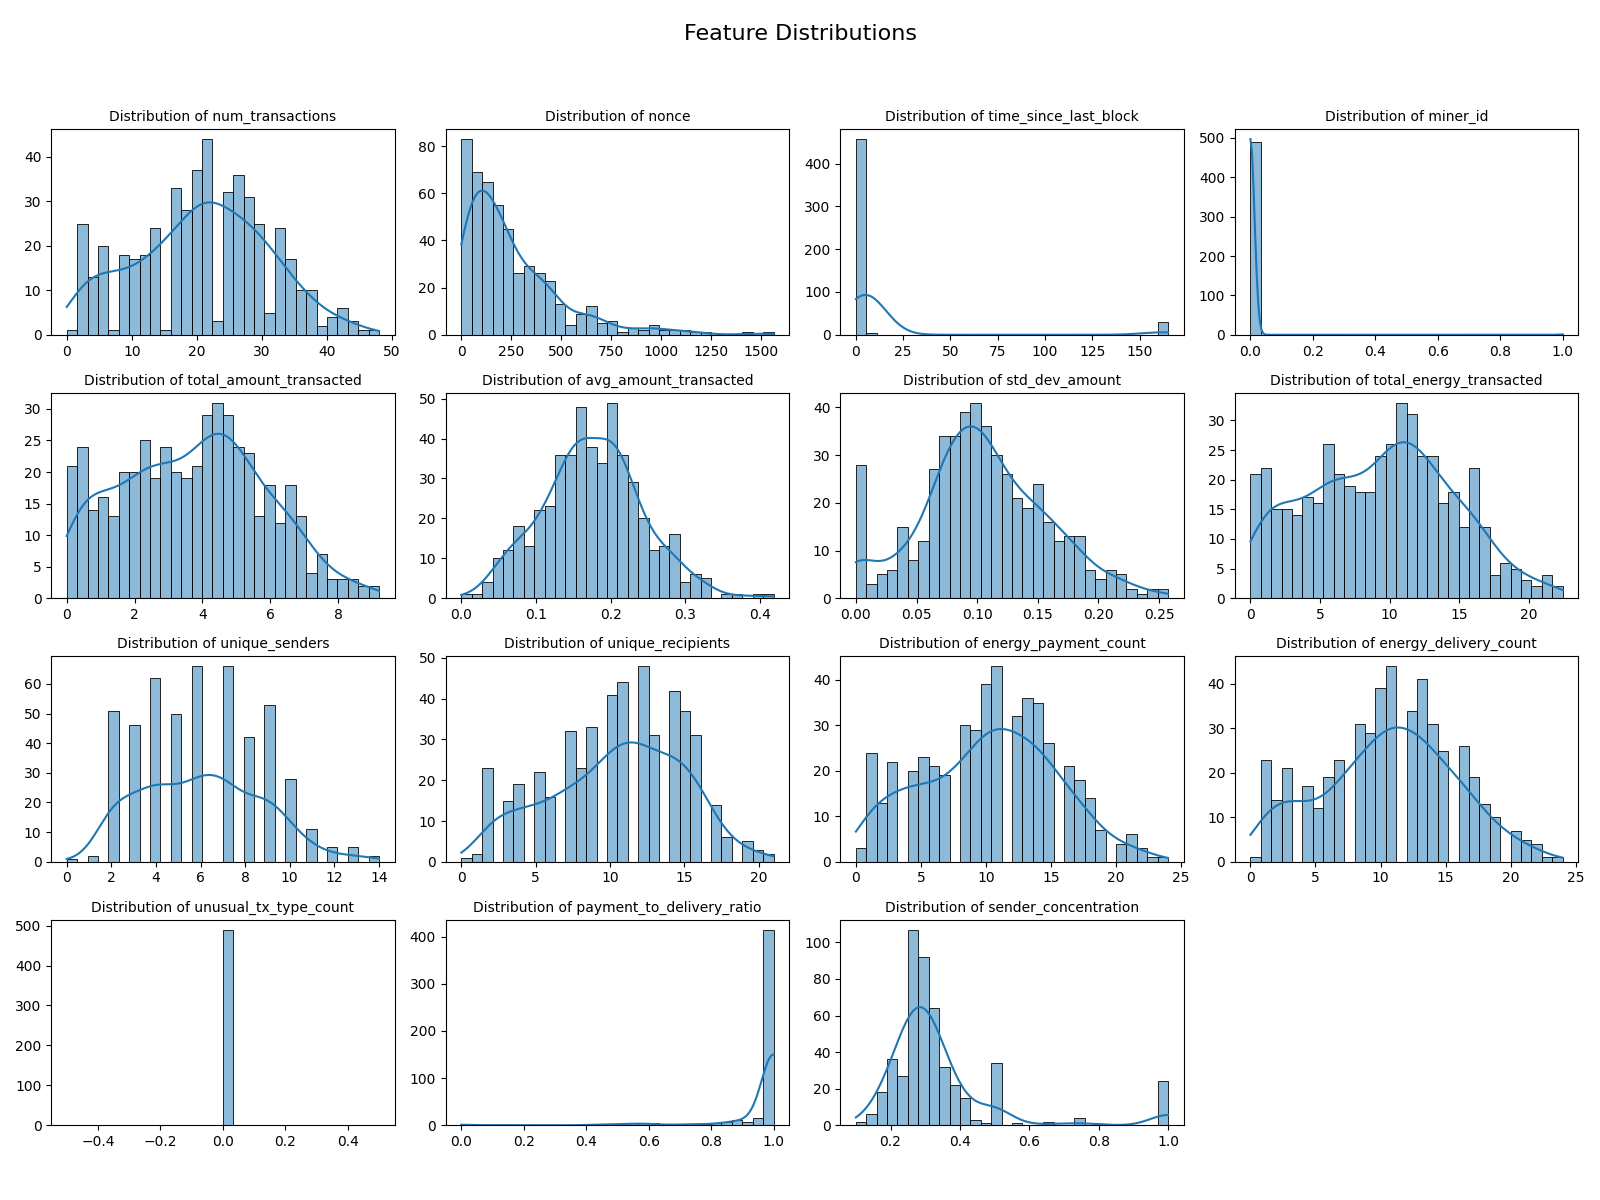 Feature Distributions
Distribution of num_transactions
0 10 20 30 40
0 10 20 30 40 50
Distribution of nonce
0 20 40 60 80
0 250 500 750 1000 1250 1500
Distribution of time_since_last_block
0 100 200 300 400
0 25 50 75 100 125 150
Distribution of miner_id
0 100 200 300 400 500
0.0 0.2 0.4 0.6 0.8 1.0
Distribution of total_amount_transacted
0 5 10 15 20 25 30
0 2 4 6 8
Distribution of avg_amount_transacted
0 10 20 30 40 50
0.0 0.1 0.2 0.3 0.4
Distribution of std_dev_amount
0 10 20 30 40
0.00 0.05 0.10 0.15 0.20 0.25
Distribution of total_energy_transacted
0 5 10 15 20 25 30
0 5 10 15 20
Distribution of unique_senders
0 10 20 30 40 50 60
0 2 4 6 8 10 12 14
Distribution of unique_recipients
0 10 20 30 40 50
0 5 10 15 20
Distribution of energy_payment_count
0 10 20 30 40
0 5 10 15 20 25
Distribution of energy_delivery_count
0 10 20 30 40
0 5 10 15 20 25
Distribution of unusual_tx_type_count
0 100 200 300 400 500
−0.4 −0.2 0.0 0.2 0.4
Distribution of payment_to_delivery_ratio
0 100 200 300 400
0.0 0.2 0.4 0.6 0.8 1.0
Distribution of sender_concentration
0 20 40 60 80 100
0.2 0.4 0.6 0.8 1.0